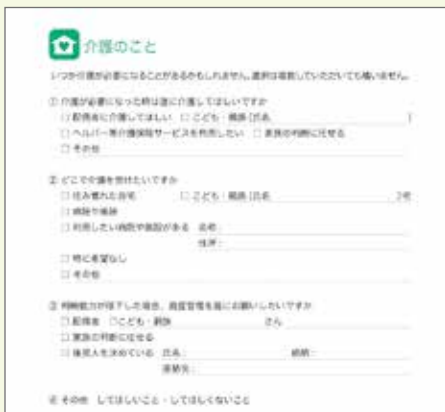 介護のこと
いつか介護が必要になることがあるかもしれません。選択は複数していただいても構いません。
① 介護が必要になった時は誰に介護してほしいですか
□ 配偶者に介護してほしい □ こども・親族 [氏名 ]
□ ヘルパー等介護保険サービスを利用したい □ 家族の判断に任せる
□ その他
② どこで介護を受けたいですか
□ 住み慣れた自宅 □ こども・親族 [氏名 ]宅
□ 病院や施設
□ 利用したい病院や施設がある 名称:
住所:
□ 特に希望なし
□ その他
③ 判断能力が低下した場合、財産管理を誰にお願いしたいですか
□ 配偶者 □こども・親族 さん
□ 家族の判断に任せる
□ 後見人を決めている 氏名: 続柄:
連絡先:
④ その他 してほしいこと・してほしくないこと